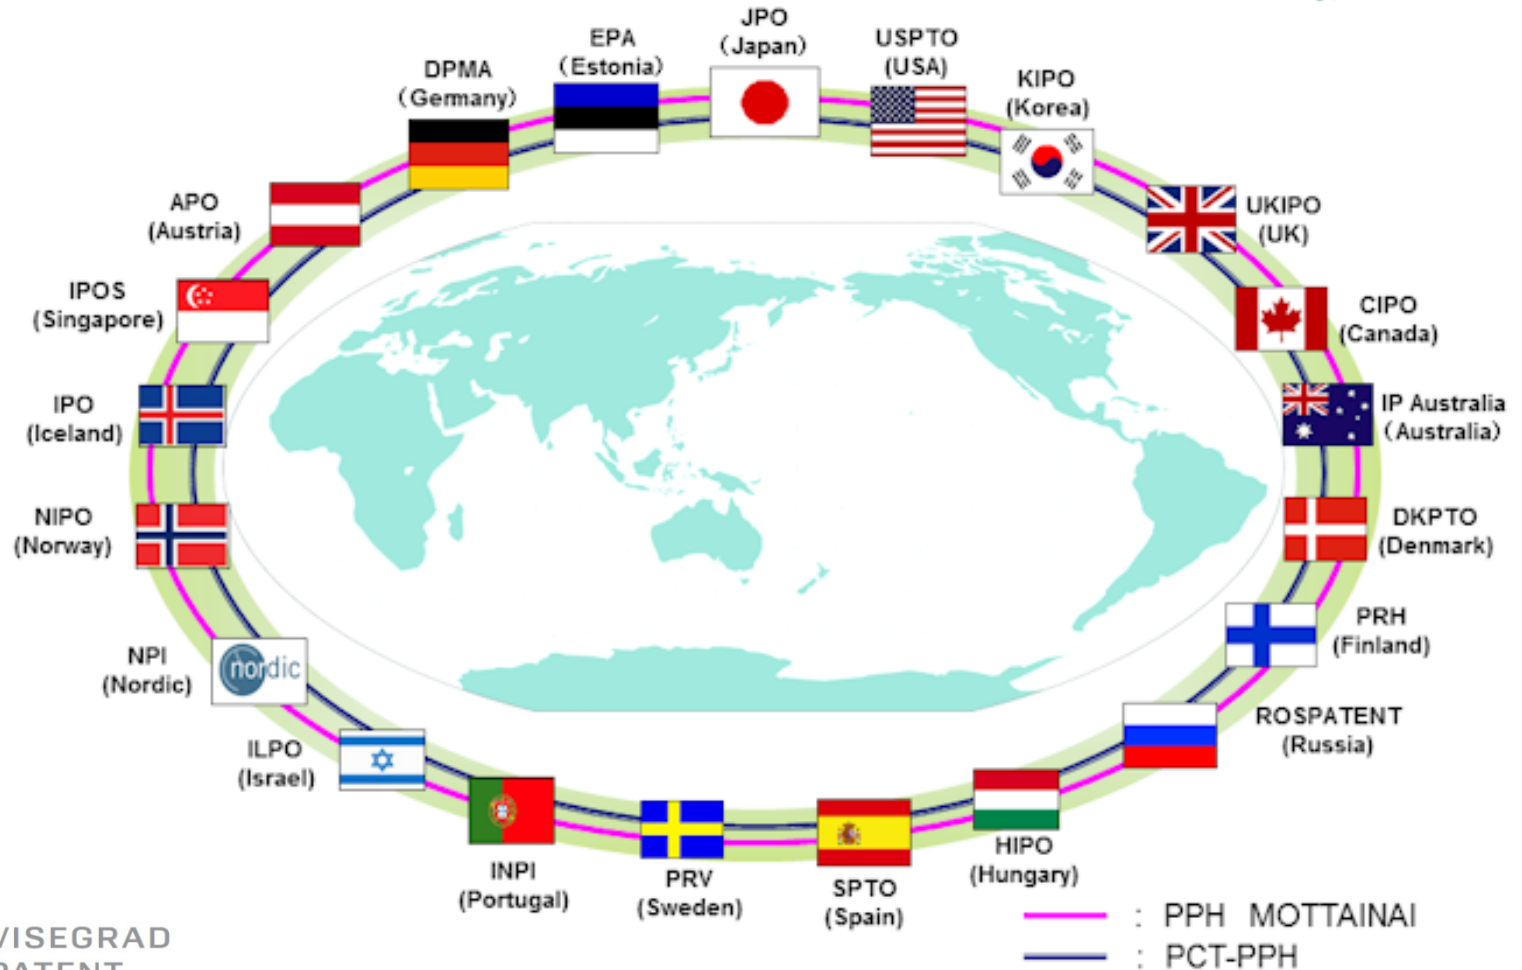 JPO
（Japan）
EPA
（Estonia）
USPTO
(USA)
DPMA
（Germany）
KIPO
(Korea)
APO
(Austria)
UKIPO
(UK)
IPOS
(Singapore)
CIPO
(Canada)
IPO
(Iceland)
IP Australia
（Australia）
NIPO
(Norway)
DKPTO
(Denmark)
PRH
(Finland)
NPI
(Nordic)
nordic
ROSPATENT
(Russia)
ILPO
(Israel)
INPI
(Portugal)
PRV
(Sweden)
SPTO
(Spain)
HIPO
(Hungary)
: PPH MOTTAINAI
: PCT-PPH
VISEGRAD
PATENT